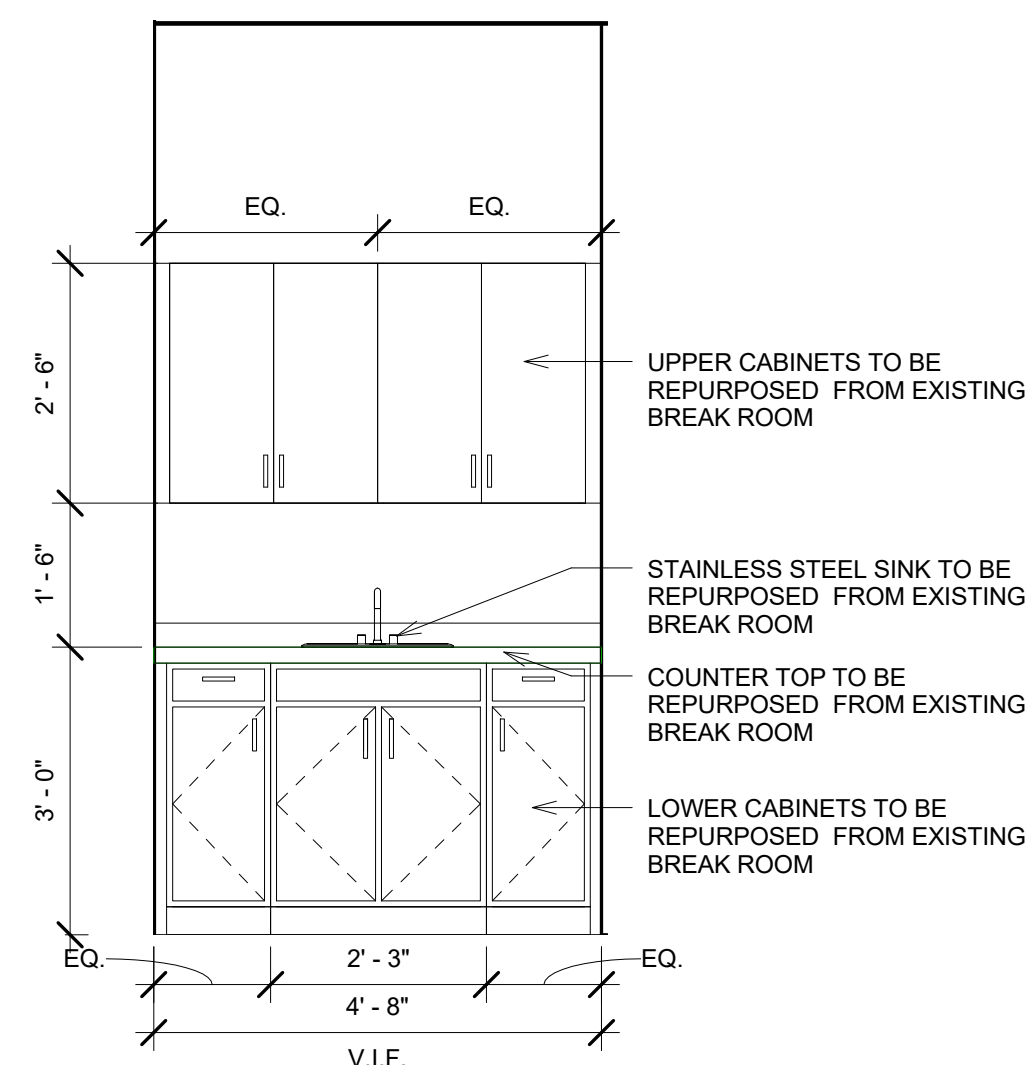 EQ.
EQ.
2' - 6"
UPPER CABINETS TO BE
REPURPOSED FROM EXISTING
BREAK ROOM
1' - 6"
STAINLESS STEEL SINK TO BE
REPURPOSED FROM EXISTING
BREAK ROOM
COUNTER TOP TO BE
REPURPOSED FROM EXISTING
BREAK ROOM
3' - 0"
LOWER CABINETS TO BE
REPURPOSED FROM EXISTING
BREAK ROOM
EQ.
2' - 3"
EQ.
4' - 8"
V.I.F.